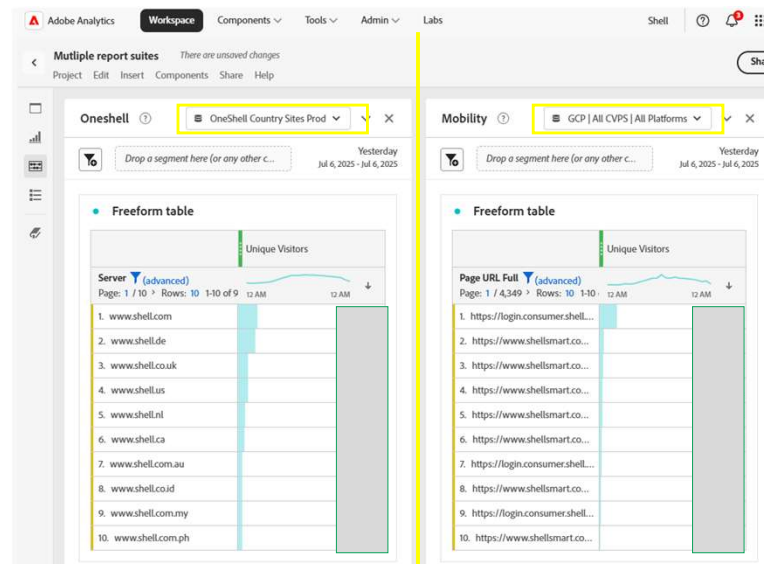 Adobe Analytics Workspace Components Tools Admin Labs Shell
Mutliple report suites There are unsaved changes
Project Edit Insert Components Share Help
Oneshell OneShell Country Sites Prod
Drop a segment here (or any other c... Yesterday
Jul 6, 2025 - Jul 6, 2025
Freeform table
Unique Visitors
Server (advanced)
Page: 1 / 10 > Rows: 10 1-10 of 9 12 AM 12 AM
1. www.shell.com
2. www.shell.de
3. www.shell.co.uk
4. www.shell.us
5. www.shell.nl
6. www.shell.ca
7. www.shell.com.au
8. www.shell.co.id
9. www.shell.com.my
10. www.shell.com.ph
Mobility GCP | All CVPS | All Platforms
Drop a segment here (or any other c... Yesterday
Jul 6, 2025 - Jul 6, 2025
Freeform table
Unique Visitors
Page URL Full (advanced)
Page: 1 / 4,349 > Rows: 10 1-10 12 AM 12 AM
1. https://login.consumer.shell....
2. https://www.shellsmart.co...
3. https://www.shellsmart.co...
4. https://www.shellsmart.co...
5. https://www.shellsmart.co...
6. https://www.shellsmart.co...
7. https://login.consumer.shell....
8. https://www.shellsmart.co...
9. https://login.consumer.shell...
10. https://www.shellsmart.co...